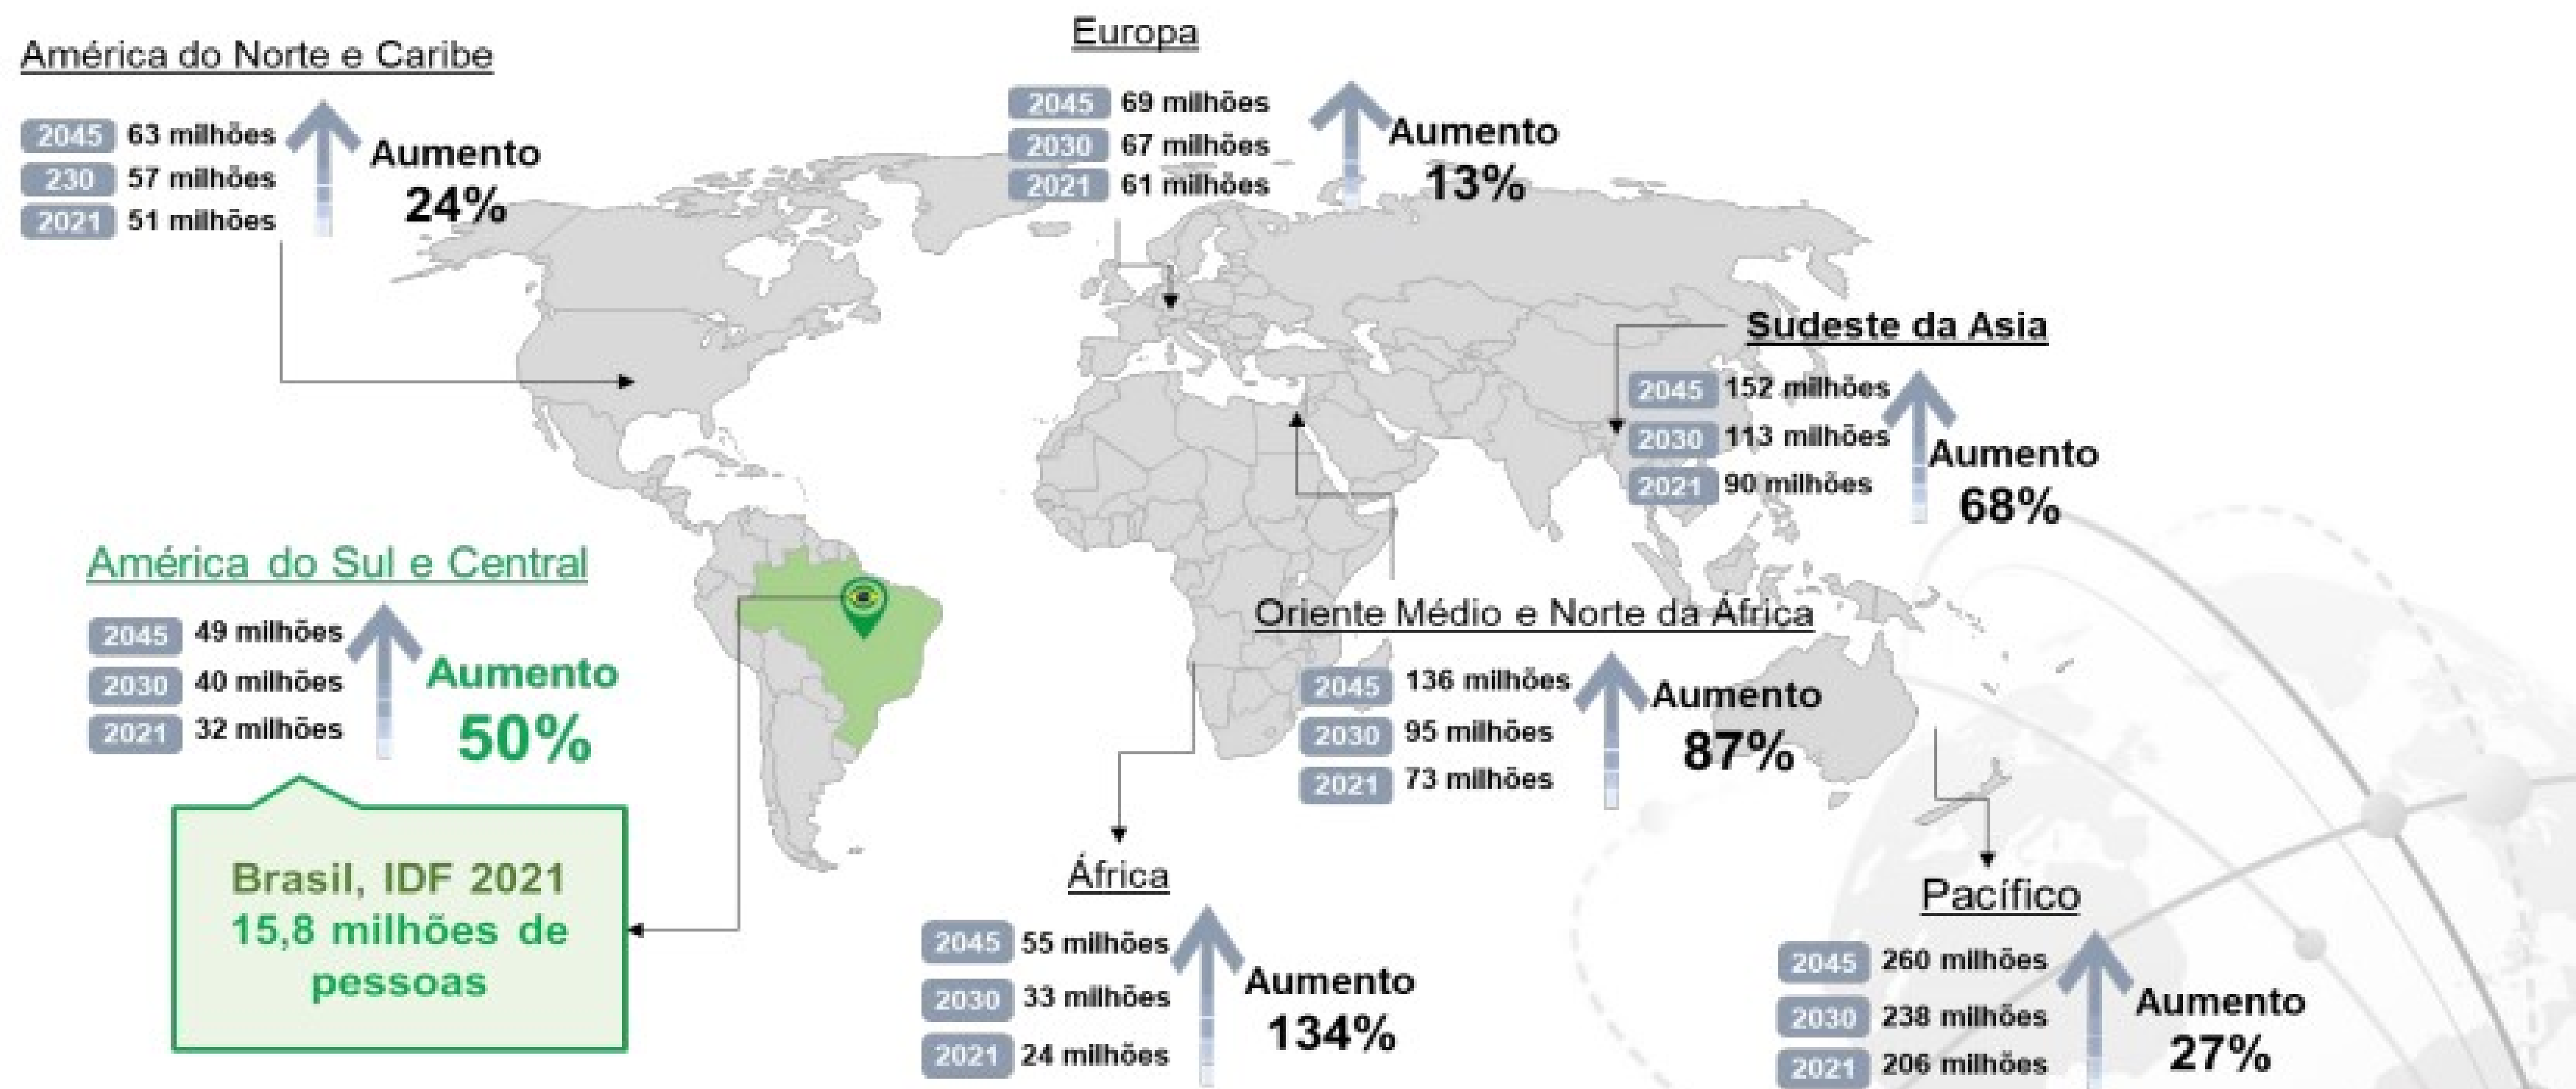 América do Norte e Caribe
2045 63 milhões
230 57 milhões
2021 51 milhões
Aumento
24%
Europa
2045 69 milhões
2030 67 milhões
2021 61 milhões
Aumento
13%
Sudeste da Asia
2045 152 milhões
2030 113 milhões
2021 90 milhões
Aumento
68%
América do Sul e Central
2045 49 milhões
2030 40 milhões
2021 32 milhões
Aumento
50%
Brasil, IDF 2021
15,8 milhões de
pessoas
Oriente Médio e Norte da África
2045 136 milhões
2030 95 milhões
2021 73 milhões
Aumento
87%
África
2045 55 milhões
2030 33 milhões
2021 24 milhões
Aumento
134%
Pacífico
2045 260 milhões
2030 238 milhões
2021 206 milhões
Aumento
27%